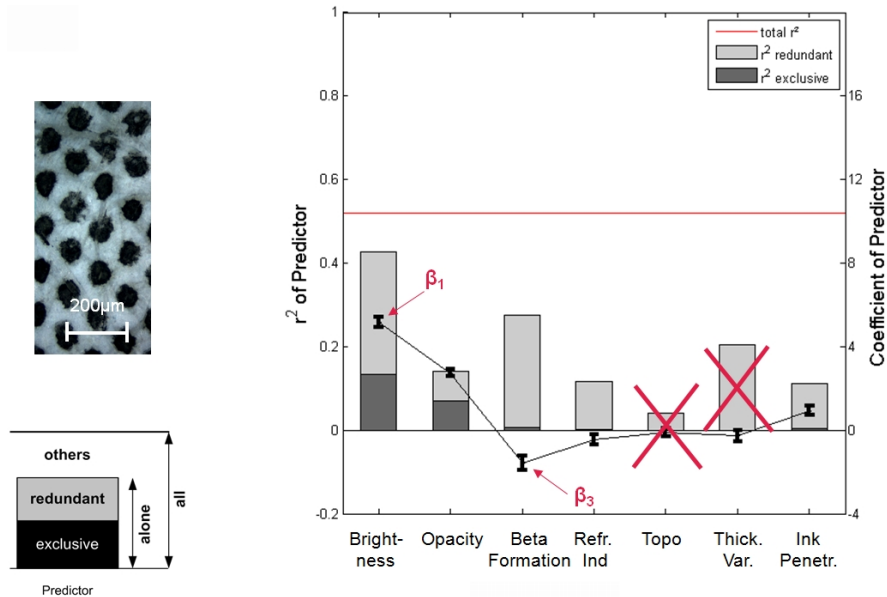 200µm
others
redundant
exclusive
alone
all
Predictor
total r²
r² redundant
r² exclusive
1
0.8
0.6
0.4
0.2
0
-0.2
r² of Predictor
16
12
8
4
0
-4
Coefficient of Predictor
β1
β3
Bright-
ness
Opacity
Beta
Formation
Refr.
Ind
Topo
Thick.
Var.
Ink
Penetr.